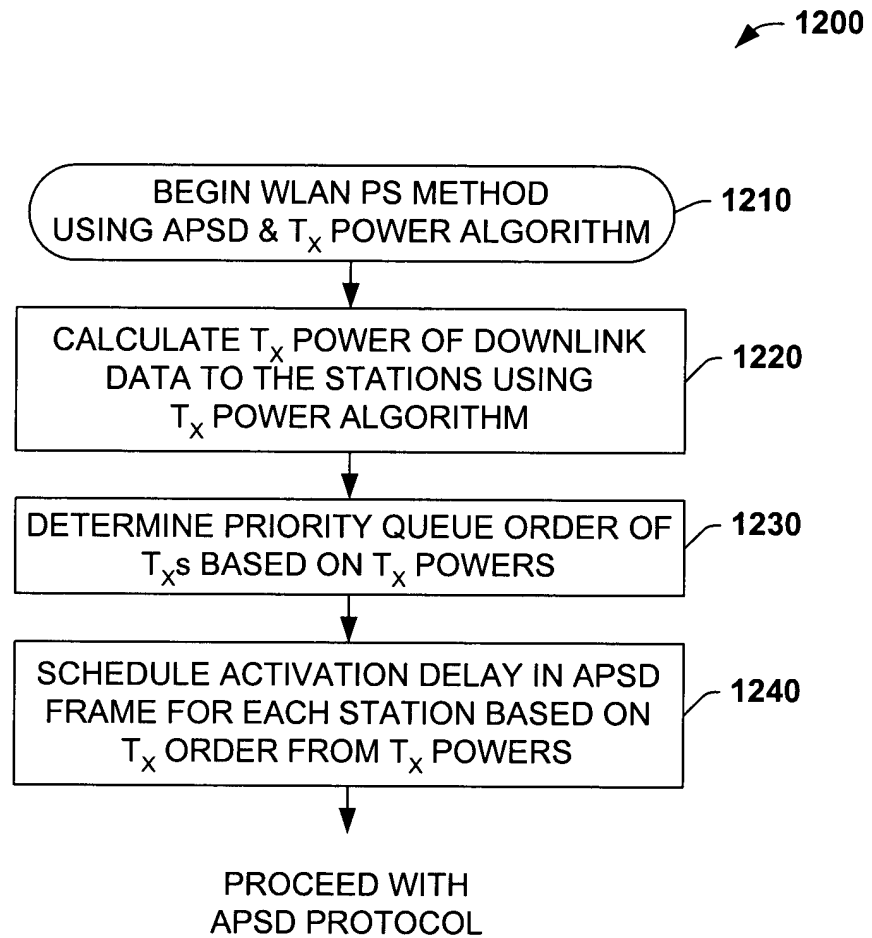 1200
BEGIN WLAN PS METHOD
USING APSD & TX POWER ALGORITHM
1210
CALCULATE TX POWER OF DOWNLINK
DATA TO THE STATIONS USING
TX POWER ALGORITHM
1220
DETERMINE PRIORITY QUEUE ORDER OF
TXs BASED ON TX POWERS
1230
SCHEDULE ACTIVATION DELAY IN APSD
FRAME FOR EACH STATION BASED ON
TX ORDER FROM TX POWERS
1240
PROCEED WITH
APSD PROTOCOL